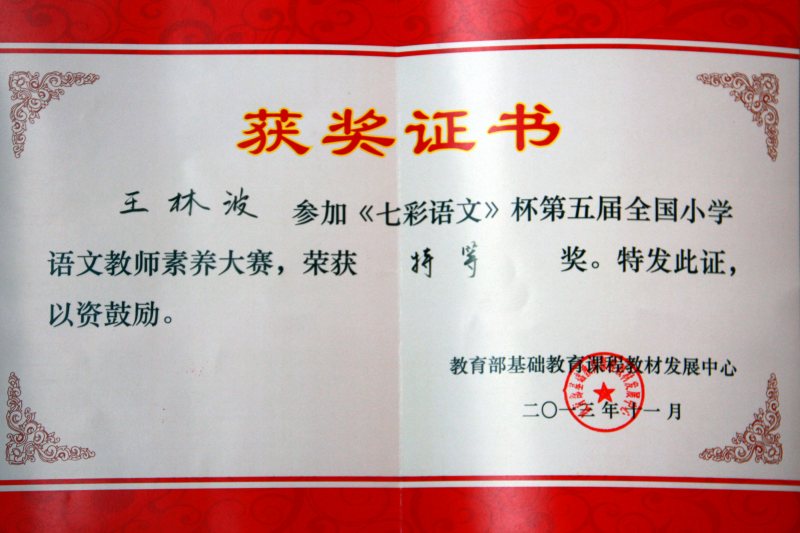 获奖证书
王林波 参加《七彩语文》杯第五届全国小学
语文教师素养大赛，荣获 特等 奖。特发此证，
以资鼓励。
教育部基础教育课程教材发展中心
二〇一三年十一月